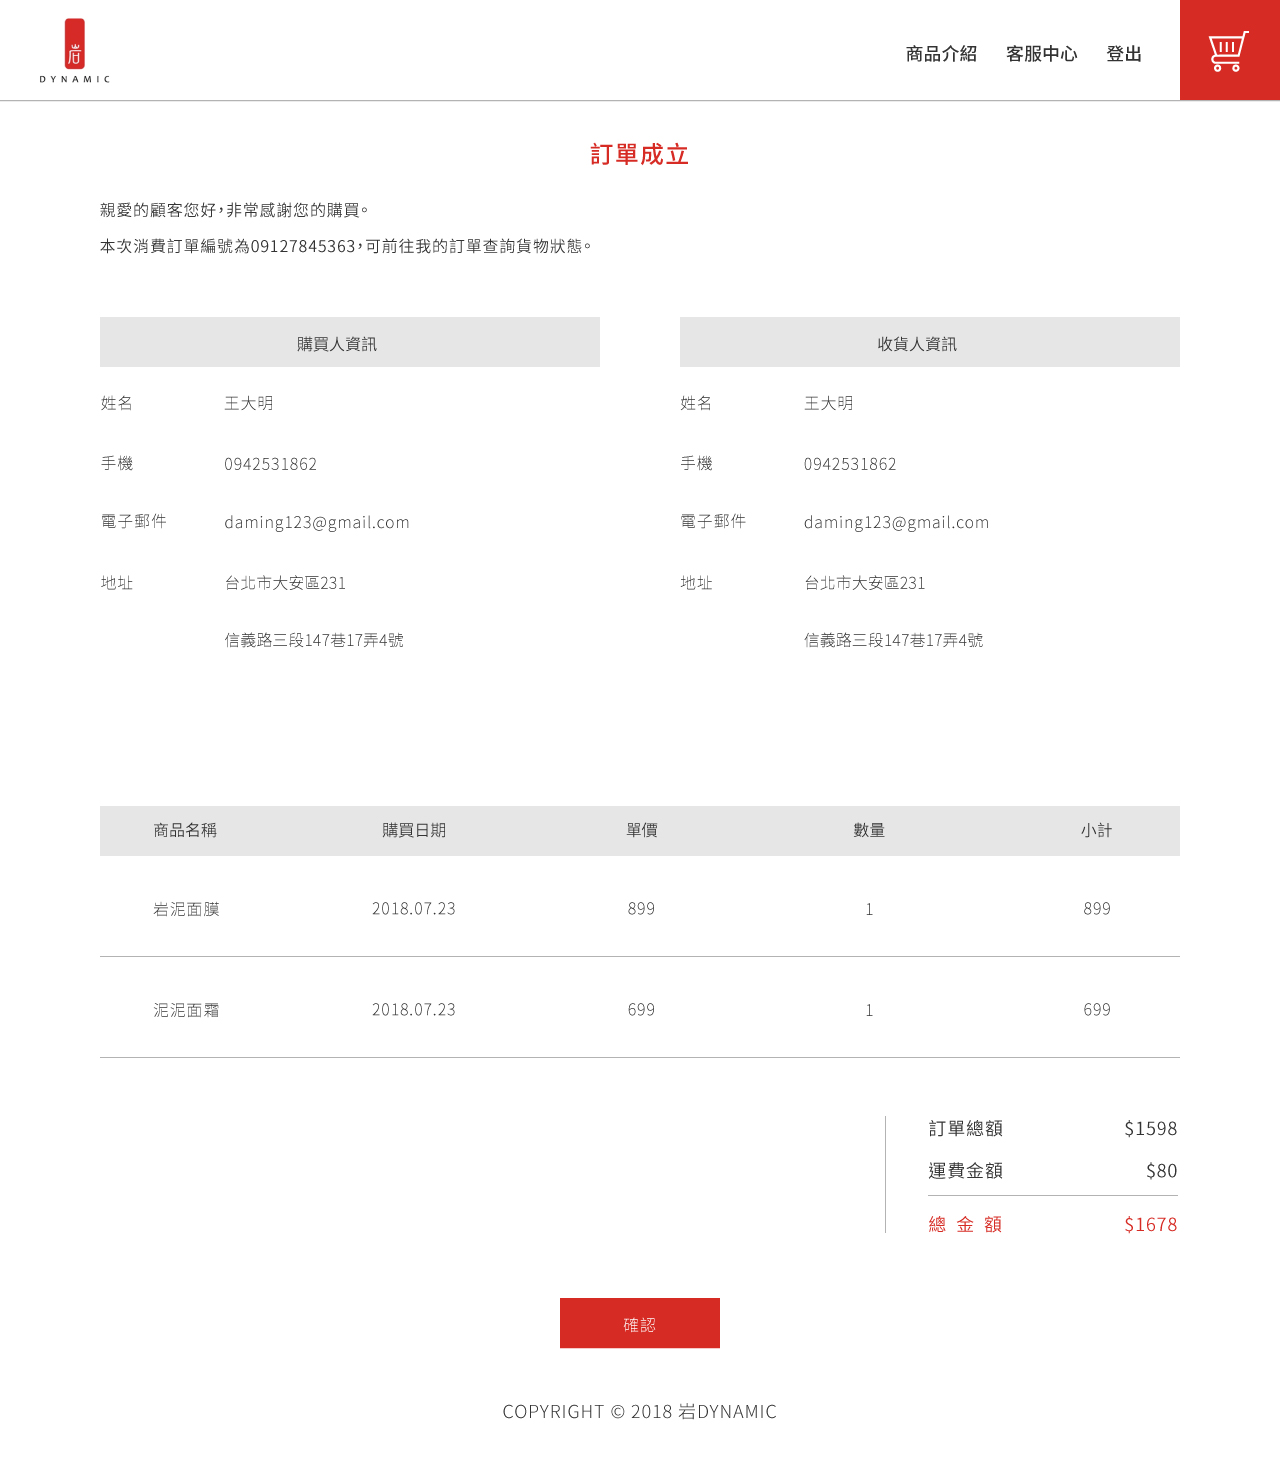 岩
DYNAMIC
商品介紹 客服中心 登出
訂單成立
親愛的顧客您好,非常感謝您的購買。
本次消費訂單編號為09127845363,可前往我的訂單查詢貨物狀態。
購買人資訊 收貨人資訊
姓名 王大明 姓名 王大明
手機 0942531862 手機 0942531862
電子郵件 daming123@gmail.com 電子郵件 daming123@gmail.com
地址 台北市大安區231 地址 台北市大安區231
信義路三段147巷17弄4號 信義路三段147巷17弄4號
商品名稱 購買日期 單價 數量 小計
岩泥面膜 2018.07.23 899 1 899
泥泥面霜 2018.07.23 699 1 699
訂單總額 $1598
運費金額 $80
總 金 額 $1678
確認
COPYRIGHT © 2018 岩DYNAMIC